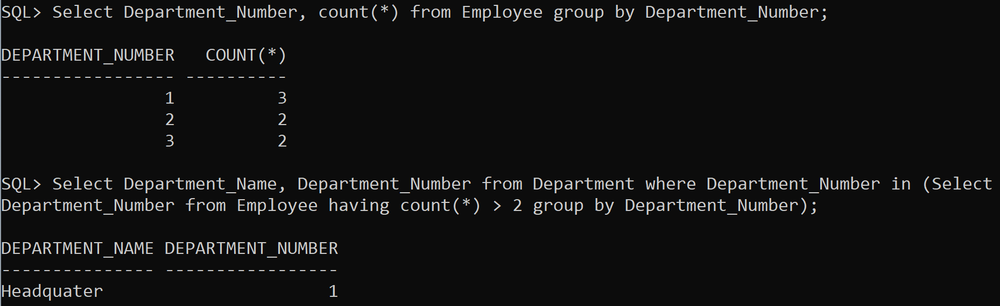 SQL> Select Department_Number, count(*) from Employee group by Department_Number;
DEPARTMENT_NUMBER   COUNT(*)
----------------- ----------
                1          3
                2          2
                3          2
SQL> Select Department_Name, Department_Number from Department where Department_Number in (Select
Department_Number from Employee having count(*) > 2 group by Department_Number);
DEPARTMENT_NAME DEPARTMENT_NUMBER
--------------- -----------------
Headquater                      1